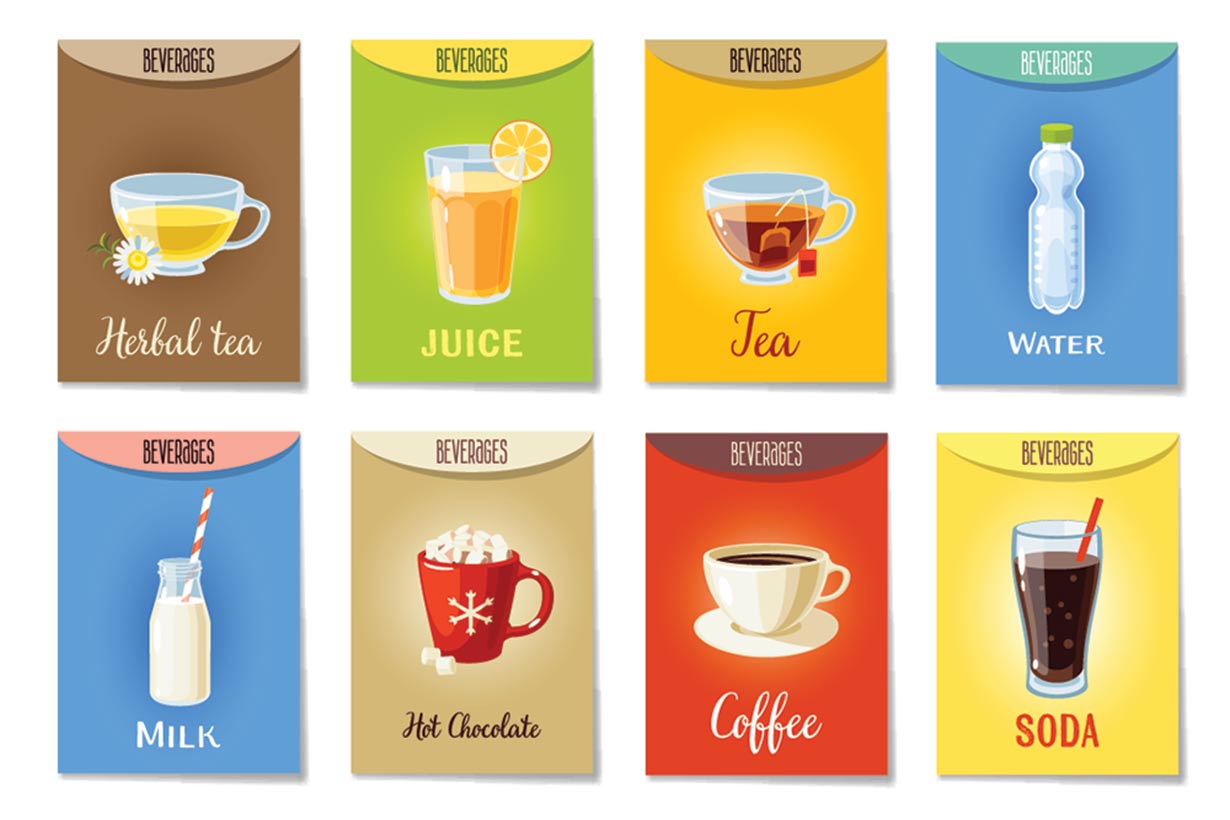 BEVERAGES
Herbal tea
BEVERAGES
JUICE
BEVERAGES
Tea
BEVERAGES
WATER
BEVERAGES
MILK
BEVERAGES
Hot Chocolate
BEVERAGES
Coffee
BEVERAGES
SODA